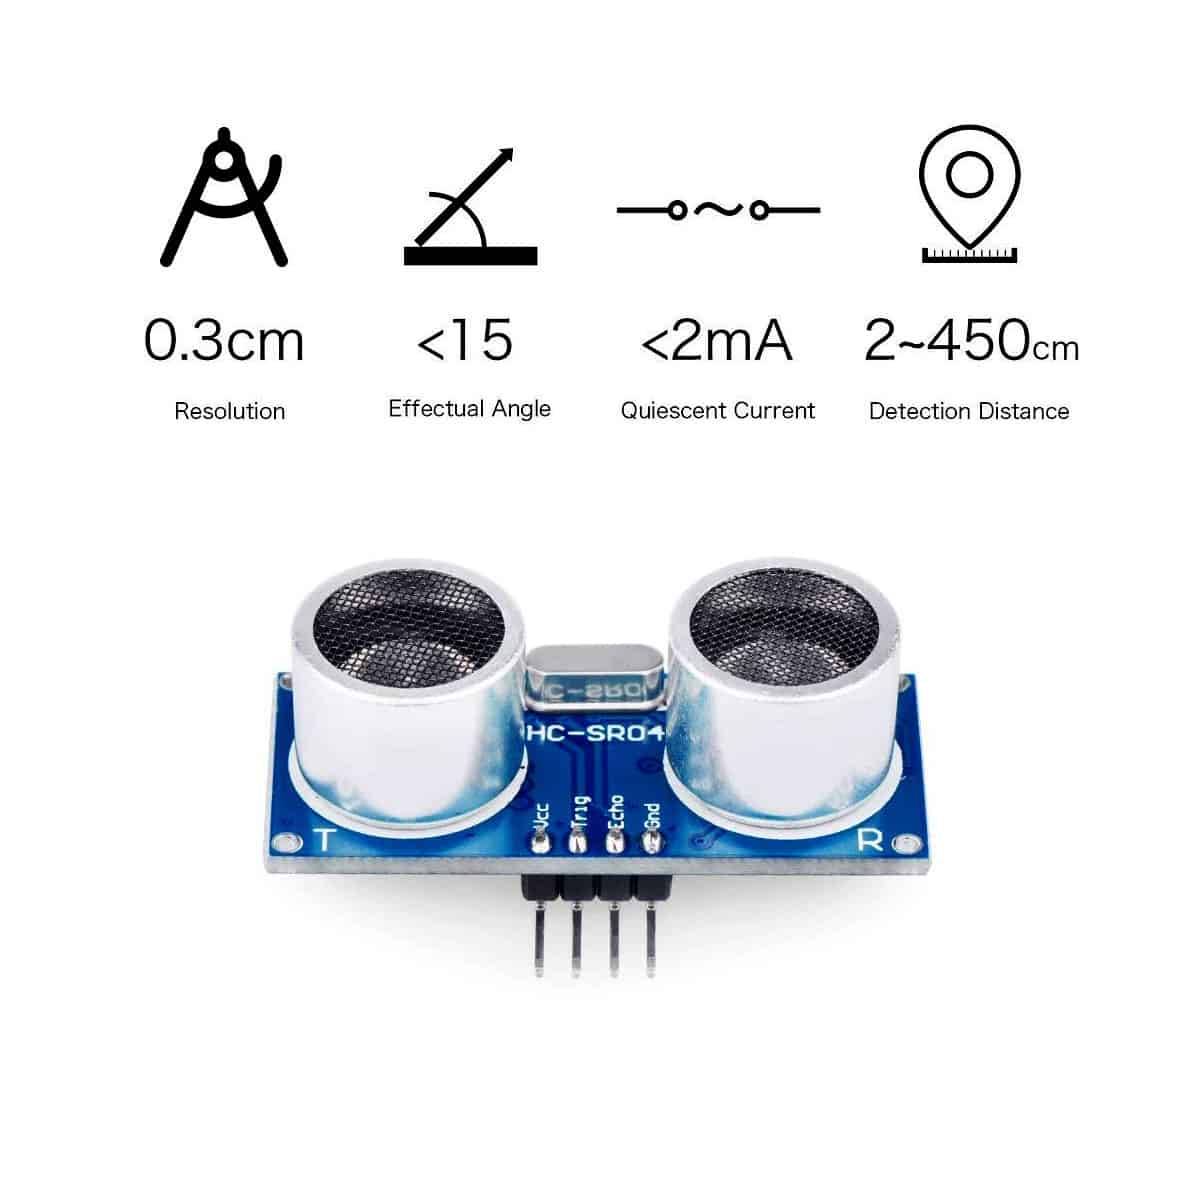 0.3cm
<15
<2mA
2~450cm
Resolution
Effectual Angle
Quiescent Current
Detection Distance
HC-SR04
Vcc
Trig
Echo
Gnd
T
R